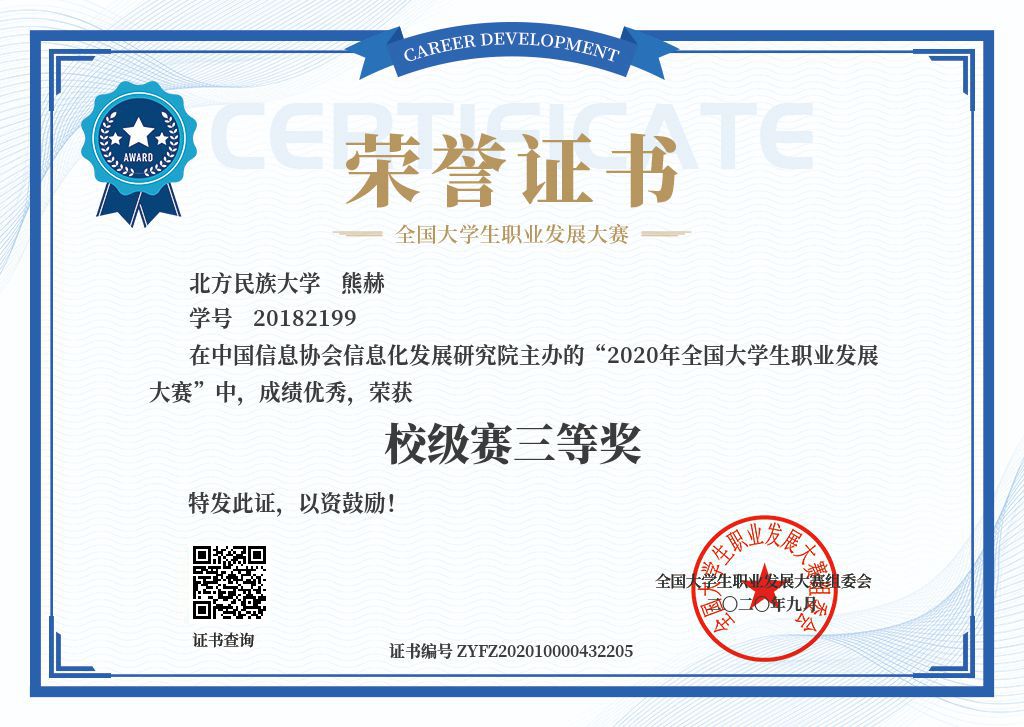 CAREER DEVELOPMENT
CERTIFICATE
AWARD
荣誉证书
全国大学生职业发展大赛
北方民族大学 熊赫
学号 20182199
在中国信息协会信息化发展研究院主办的“2020年全国大学生职业发展
大赛”中，成绩优秀，荣获
校级赛三等奖
特发此证，以资鼓励！
全国大学生职业发展大赛组委会
全国大学生职业发展大赛组委会
二〇二〇年九月
证书查询
证书编号 ZYFZ202010000432205